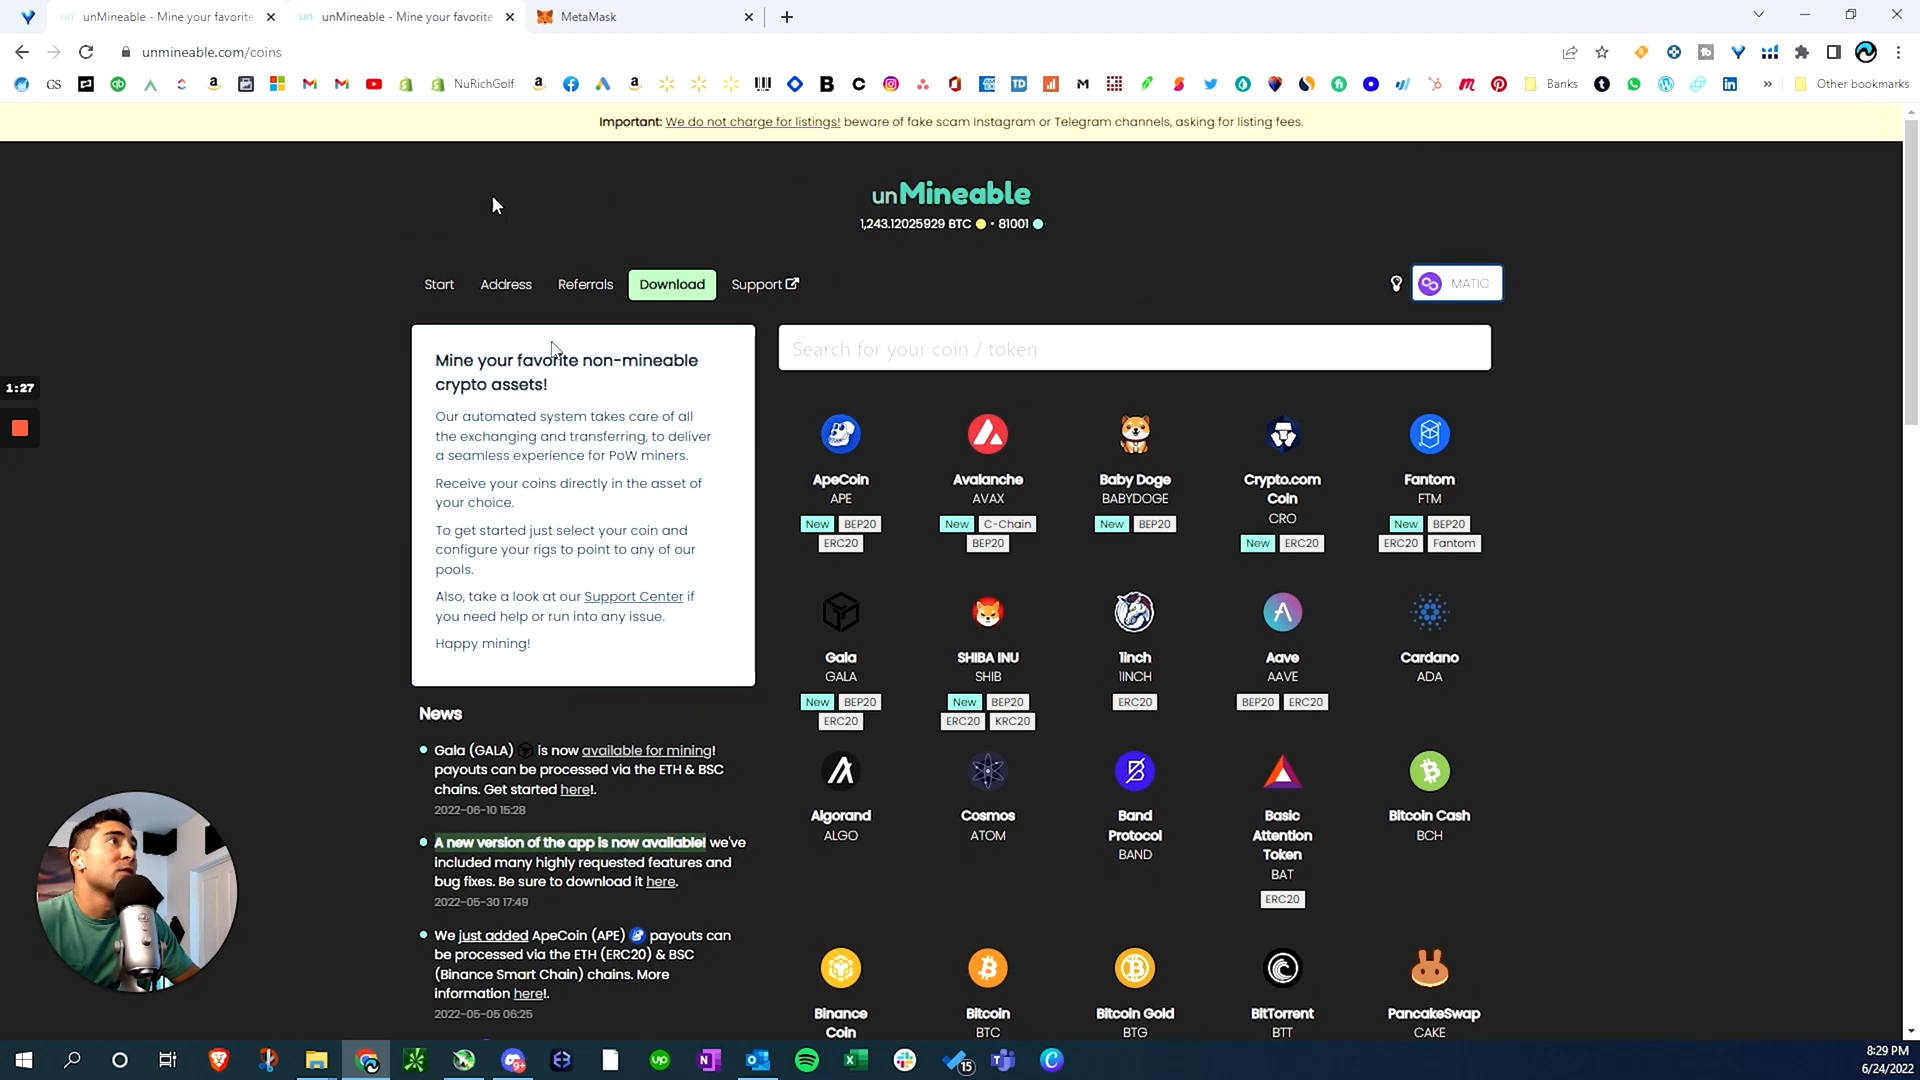 unMineable - Mine your favorite
unMineable - Mine your favorite
MetaMask
unmineable.com/coins
GS
NuRichGolf
Banks
Other bookmarks
Important: We do not charge for listings! beware of fake scam Instagram or Telegram channels, asking for listing fees.
unMineable
1,243.12025929 BTC • 81001
Start
Address
Referrals
Download
Support
MATIC
Mine your favorite non-mineable
crypto assets!
Our automated system takes care of all
the exchanging and transferring, to deliver
a seamless experience for PoW miners.
Receive your coins directly in the asset of
your choice.
To get started just select your coin and
configure your rigs to point to any of our
pools.
Also, take a look at our Support Center if
you need help or run into any issue.
Happy mining!
News
Gala (GALA) is now available for mining!
payouts can be processed via the ETH & BSC
chains. Get started here!.
2022-06-10 15:28
A new version of the app is now available! we've
included many highly requested features and
bug fixes. Be sure to download it here.
2022-05-30 17:49
We just added ApeCoin (APE) payouts can
be processed via the ETH (ERC20) & BSC
(Binance Smart Chain) chains. More
information here!.
2022-05-05 06:25
Search for your coin / token
ApeCoin
APE
New BEP20
ERC20
Avalanche
AVAX
New C-Chain
BEP20
Baby Doge
BABYDOGE
New BEP20
Crypto.com
Coin
CRO
New ERC20
Fantom
FTM
New BEP20
ERC20 Fantom
Gala
GALA
New BEP20
ERC20
SHIBA INU
SHIB
New BEP20
ERC20 KRC20
1inch
1INCH
ERC20
Aave
AAVE
BEP20 ERC20
Cardano
ADA
Algorand
ALGO
Cosmos
ATOM
Band
Protocol
BAND
Basic
Attention
Token
BAT
ERC20
Bitcoin Cash
BCH
Binance
Coin
Bitcoin
BTC
Bitcoin Gold
BTG
BitTorrent
BTT
PancakeSwap
CAKE
1:27
8:29 PM
6/24/2022